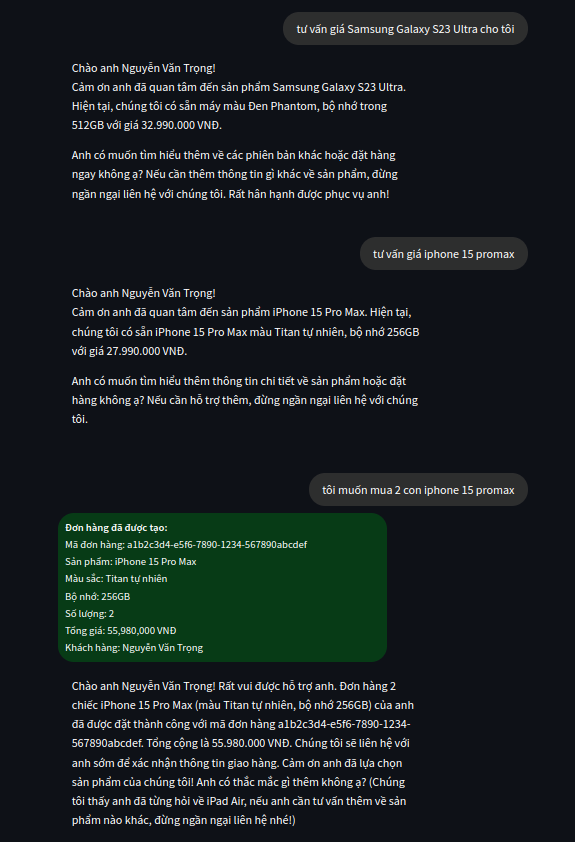 tư vấn giá Samsung Galaxy S23 Ultra cho tôi
Chào anh Nguyễn Văn Trọng!
Cảm ơn anh đã quan tâm đến sản phẩm Samsung Galaxy S23 Ultra.
Hiện tại, chúng tôi có sẵn máy màu Đen Phantom, bộ nhớ trong
512GB với giá 32.990.000 VNĐ.
Anh có muốn tìm hiểu thêm về các phiên bản khác hoặc đặt hàng
ngay không ạ? Nếu cần thêm thông tin gì khác về sản phẩm, đừng
ngần ngại liên hệ với chúng tôi. Rất hân hạnh được phục vụ anh!
tư vấn giá iphone 15 promax
Chào anh Nguyễn Văn Trọng!
Cảm ơn anh đã quan tâm đến sản phẩm iPhone 15 Pro Max. Hiện tại,
chúng tôi có sẵn iPhone 15 Pro Max màu Titan tự nhiên, bộ nhớ 256GB
với giá 27.990.000 VNĐ.
Anh có muốn tìm hiểu thêm thông tin chi tiết về sản phẩm hoặc đặt
hàng không ạ? Nếu cần hỗ trợ thêm, đừng ngần ngại liên hệ với chúng
tôi.
tôi muốn mua 2 con iphone 15 promax
Đơn hàng đã được tạo:
Mã đơn hàng: a1b2c3d4-e5f6-7890-1234-567890abcdef
Sản phẩm: iPhone 15 Pro Max
Màu sắc: Titan tự nhiên
Bộ nhớ: 256GB
Số lượng: 2
Tổng giá: 55,980,000 VNĐ
Khách hàng: Nguyễn Văn Trọng
Chào anh Nguyễn Văn Trọng! Rất vui được hỗ trợ anh. Đơn hàng 2
chiếc iPhone 15 Pro Max (màu Titan tự nhiên, bộ nhớ 256GB) của anh
đã được đặt thành công với mã đơn hàng a1b2c3d4-e5f6-7890-1234-
567890abcdef. Tổng cộng là 55.980.000 VNĐ. Chúng tôi sẽ liên hệ với
anh sớm để xác nhận thông tin giao hàng. Cảm ơn anh đã lựa chọn
sản phẩm của chúng tôi! Anh có thắc mắc gì thêm không ạ? (Chúng
tôi thấy anh đã từng hỏi về iPad Air, nếu anh cần tư vấn thêm về sản
phẩm nào khác, đừng ngần ngại liên hệ nhé!)